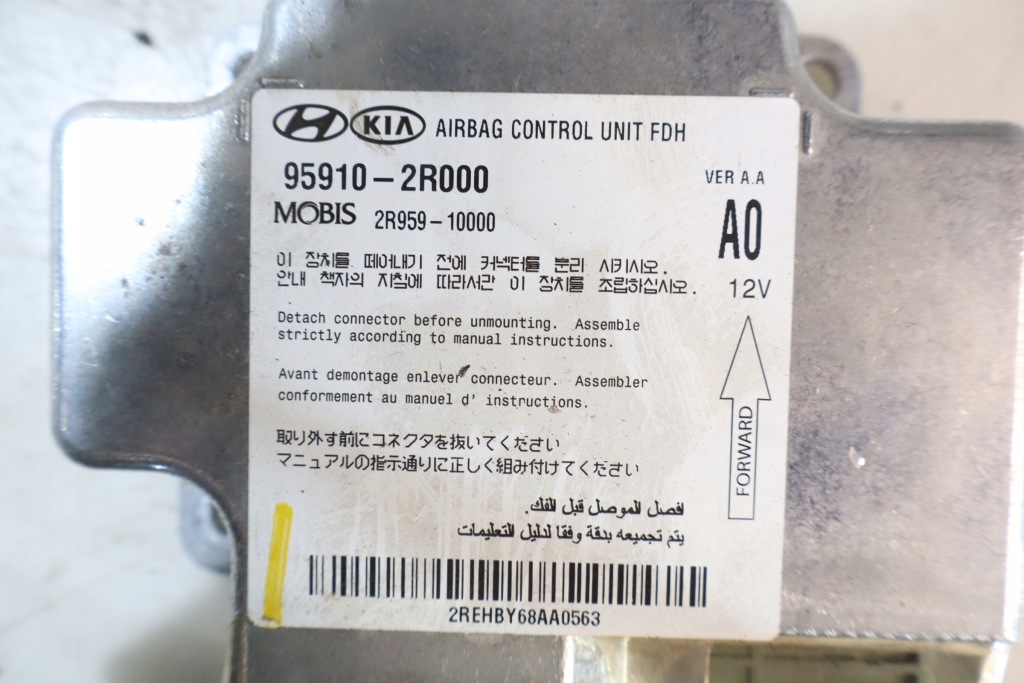 KIA AIRBAG CONTROL UNIT FDH
95910-2R000
VER A.A
MOBIS 2R959-10000
A0
이 장치를 떼어내기 전에 커넥터를 분리 시키시오.
안내 책자의 지침에 따라서만 이 장치를 조립하십시오.
12V
Detach connector before unmounting. Assemble
strictly according to manual instructions.
Avant demontage enlever connecteur. Assembler
conformement au manuel d' instructions.
FORWARD
取り外す前にコネクタを抜いてください
マニュアルの指示通りに正しく組み付けてください
افصل الموصل قبل الفك.
يتم تجميعه بدقة وفقا لدليل التعليمات
2REHBY68AA0563